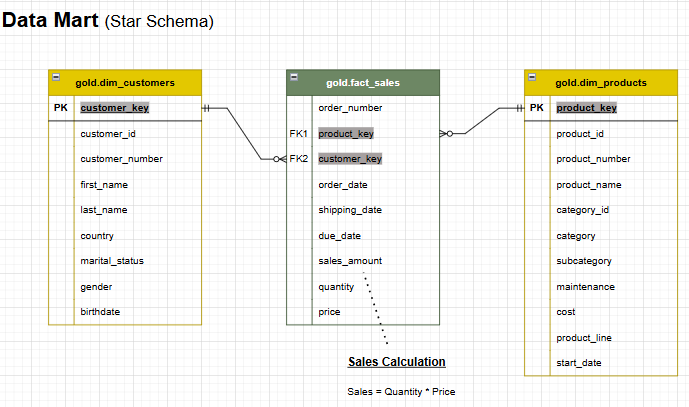 Data Mart (Star Schema)
gold.dim_customers
PK customer_key
customer_id
customer_number
first_name
last_name
country
marital_status
gender
birthdate
gold.fact_sales
order_number
FK1 product_key
FK2 customer_key
order_date
shipping_date
due_date
sales_amount
quantity
price
gold.dim_products
PK product_key
product_id
product_number
product_name
category_id
category
subcategory
maintenance
cost
product_line
start_date
Sales Calculation
Sales = Quantity * Price